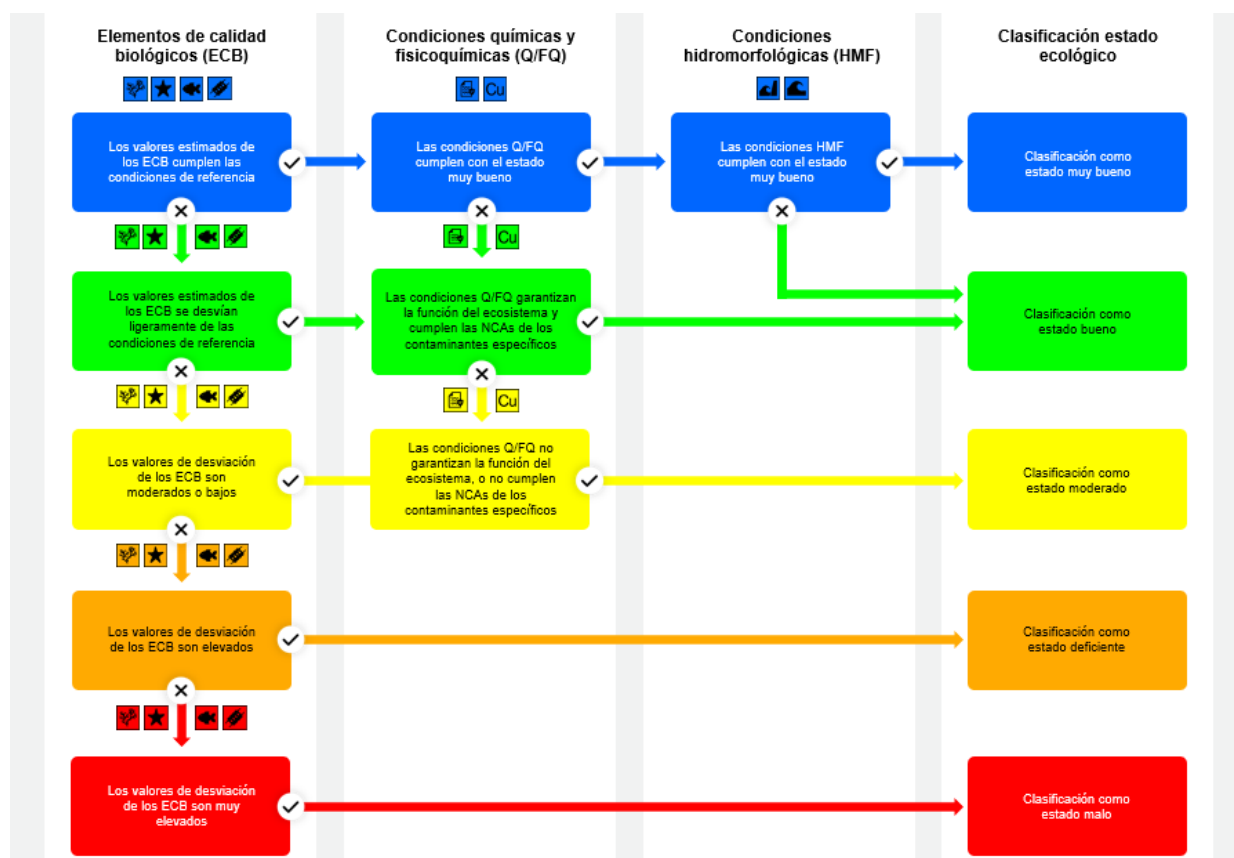 Elementos de calidad
biológicos (ECB)
Condiciones químicas y
fisicoquímicas (Q/FQ)
Condiciones
hidromorfológicas (HMF)
Clasificación estado
ecológico
Cu
Los valores estimados de
los ECB cumplen las
condiciones de referencia
Las condiciones Q/FQ
cumplen con el estado
muy bueno
Las condiciones HMF
cumplen con el estado
muy bueno
Clasificación como
estado muy bueno
Cu
Los valores estimados de
los ECB se desvían
ligeramente de las
condiciones de referencia
Las condiciones Q/FQ garantizan
la función del ecosistema y
cumplen las NCAs de los
contaminantes específicos
Clasificación como
estado bueno
Cu
Los valores de desviación
de los ECB son
moderados o bajos
Las condiciones Q/FQ no
garantizan la función del
ecosistema, o no cumplen
las NCAs de los
contaminantes específicos
Clasificación como
estado moderado
Los valores de desviación
de los ECB son elevados
Clasificación como
estado deficiente
Los valores de desviación
de los ECB son muy
elevados
Clasificación como
estado malo